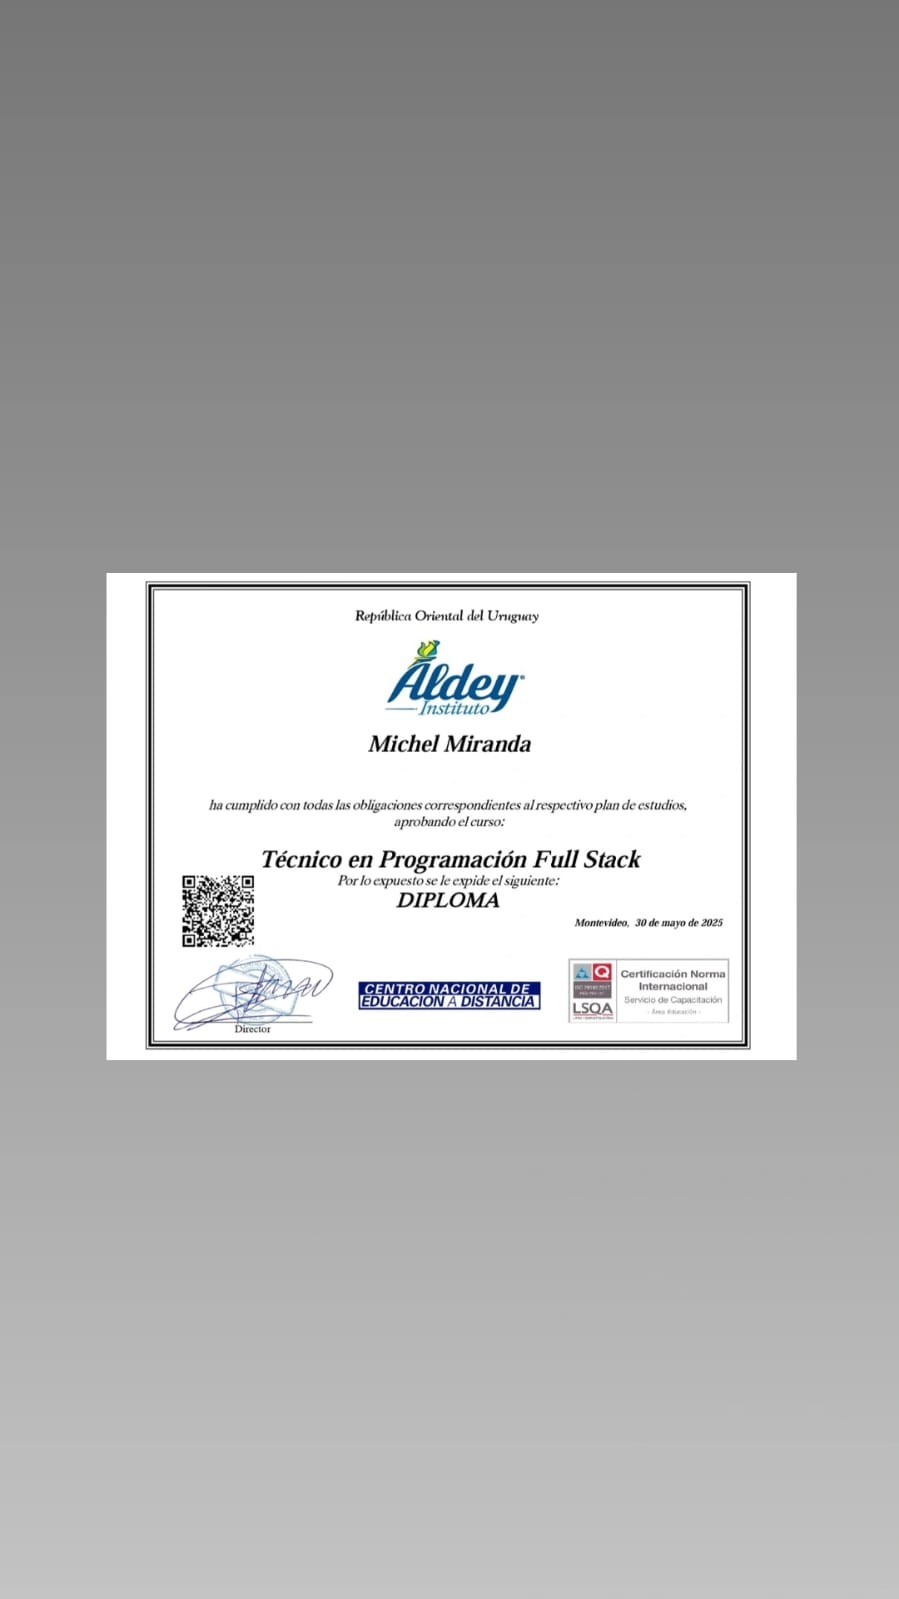 República Oriental del Uruguay
Aldey
Instituto
Michel Miranda
ha cumplido con todas las obligaciones correspondientes al respectivo plan de estudios,
aprobando el curso:
Técnico en Programación Full Stack
Por lo expuesto se le expide el siguiente:
DIPLOMA
Montevideo, 30 de mayo de 2025
CENTRO NACIONAL DE
EDUCACION A DISTANCIA
Director
Q
LSQA
Certificación Norma
Internacional
Servicio de Capacitación
- Área Educación -